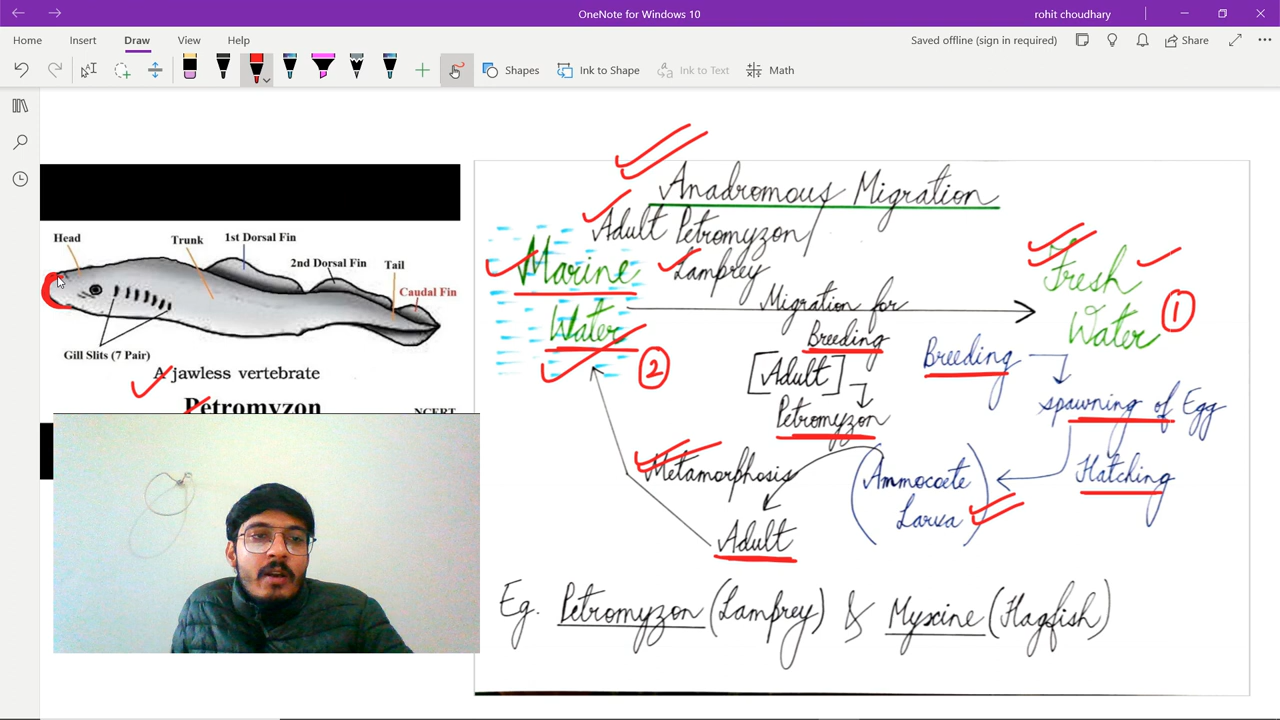 OneNote for Windows 10
rohit choudhary
Home Insert Draw View Help
Saved offline (sign in required)
Share
Shapes
Ink to Shape
Ink to Text
Math
Head
Trunk
1st Dorsal Fin
2nd Dorsal Fin
Tail
Caudal Fin
Gill Slits (7 Pair)
A jawless vertebrate
Petromyzon
NCERT
Anadromous Migration
Adult Petromyzon/
Lamprey
Marine
Water
2
Migration for
Breeding
[Adult]
Petromyzon
Fresh
Water
1
Breeding
spawning of Egg
Hatching
(Ammocoete
Larva)
Metamorphosis
Adult
Eg. Petromyzon (Lamprey) & Myxine (Hagfish)